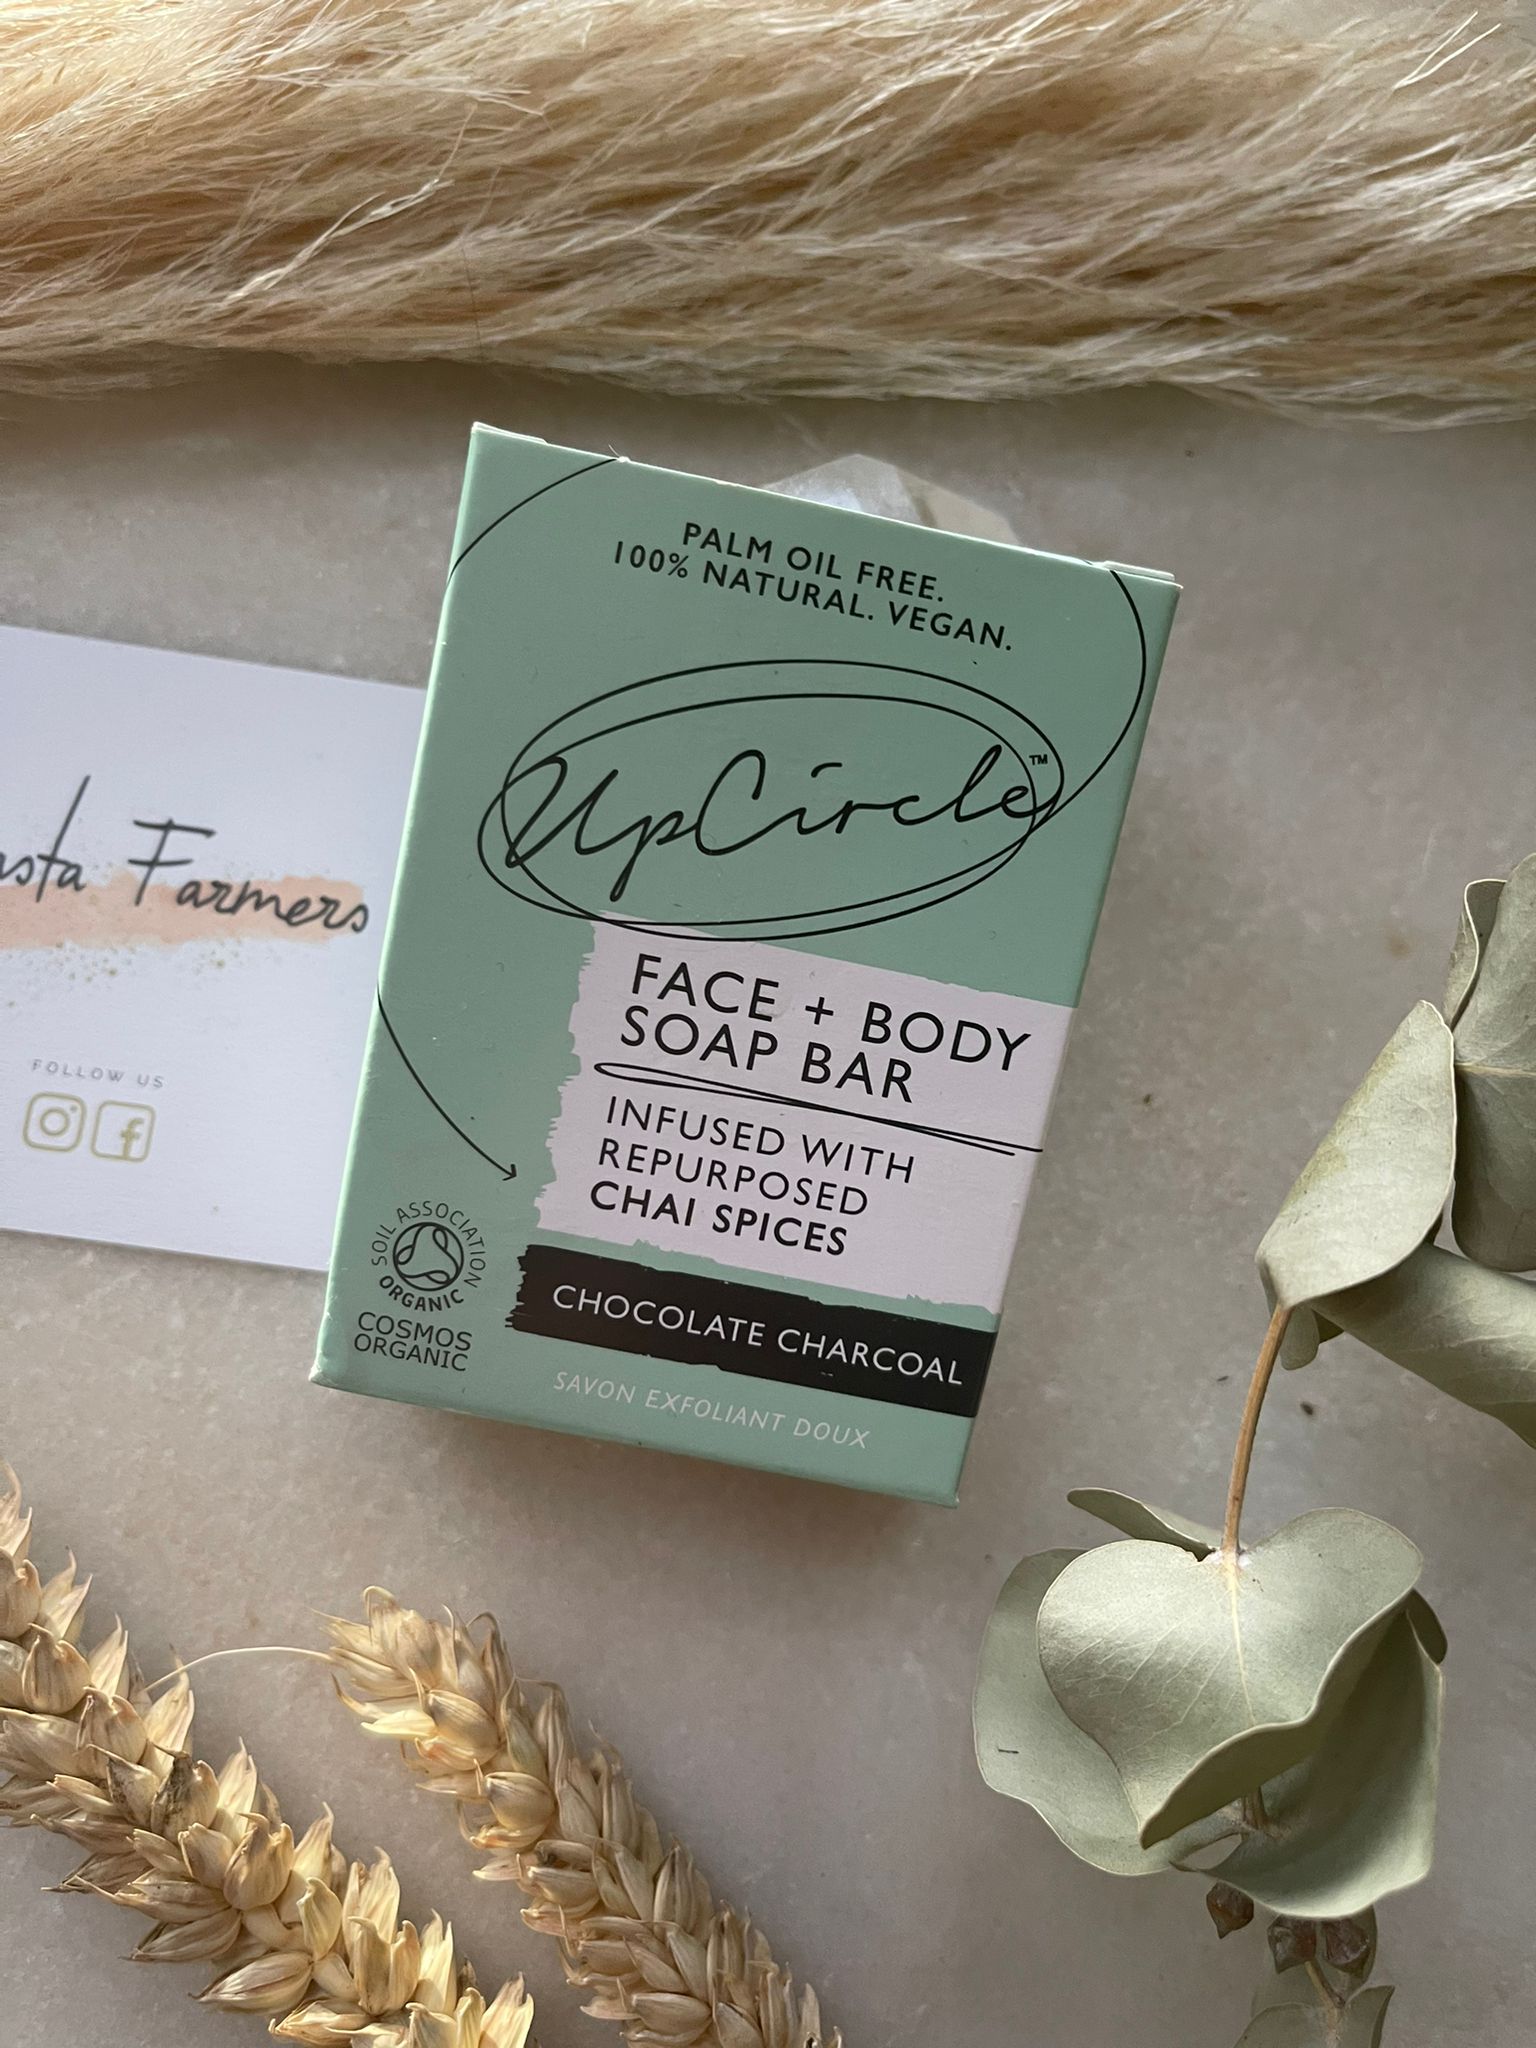 PALM OIL FREE.
100% NATURAL. VEGAN.
UpCircle™
FACE + BODY
SOAP BAR
INFUSED WITH
REPURPOSED
CHAI SPICES
CHOCOLATE CHARCOAL
SAVON EXFOLIANT DOUX
SOIL ASSOCIATION
ORGANIC
COSMOS
ORGANIC
Farmers
FOLLOW US